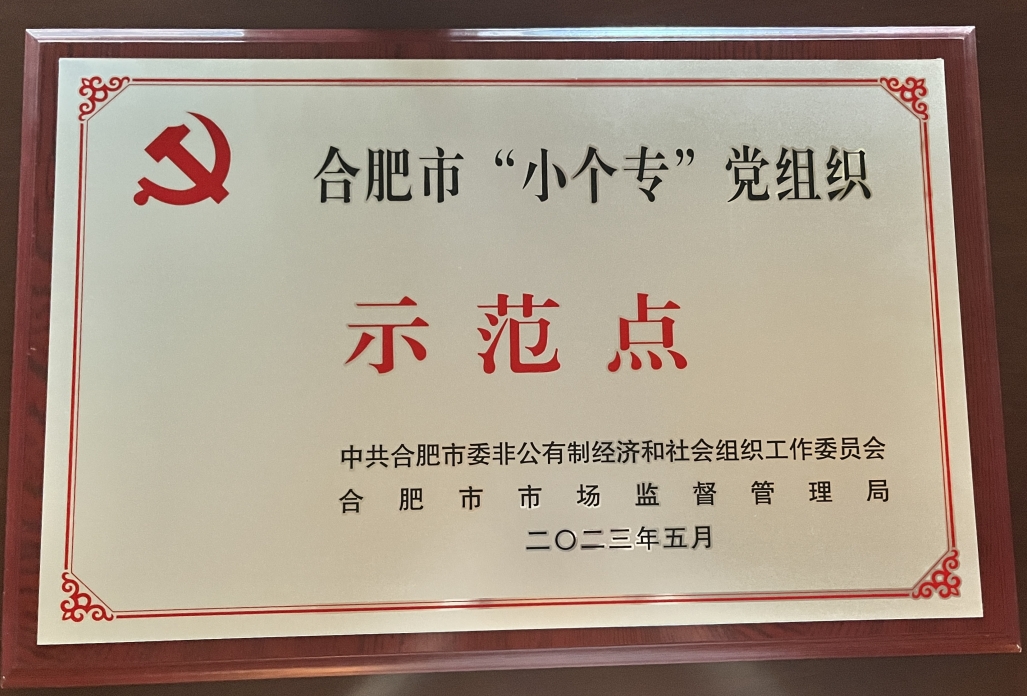 合肥市“小个专”党组织
示范点
中共合肥市委非公有制经济和社会组织工作委员会
合肥市市场监督管理局
二〇二三年五月